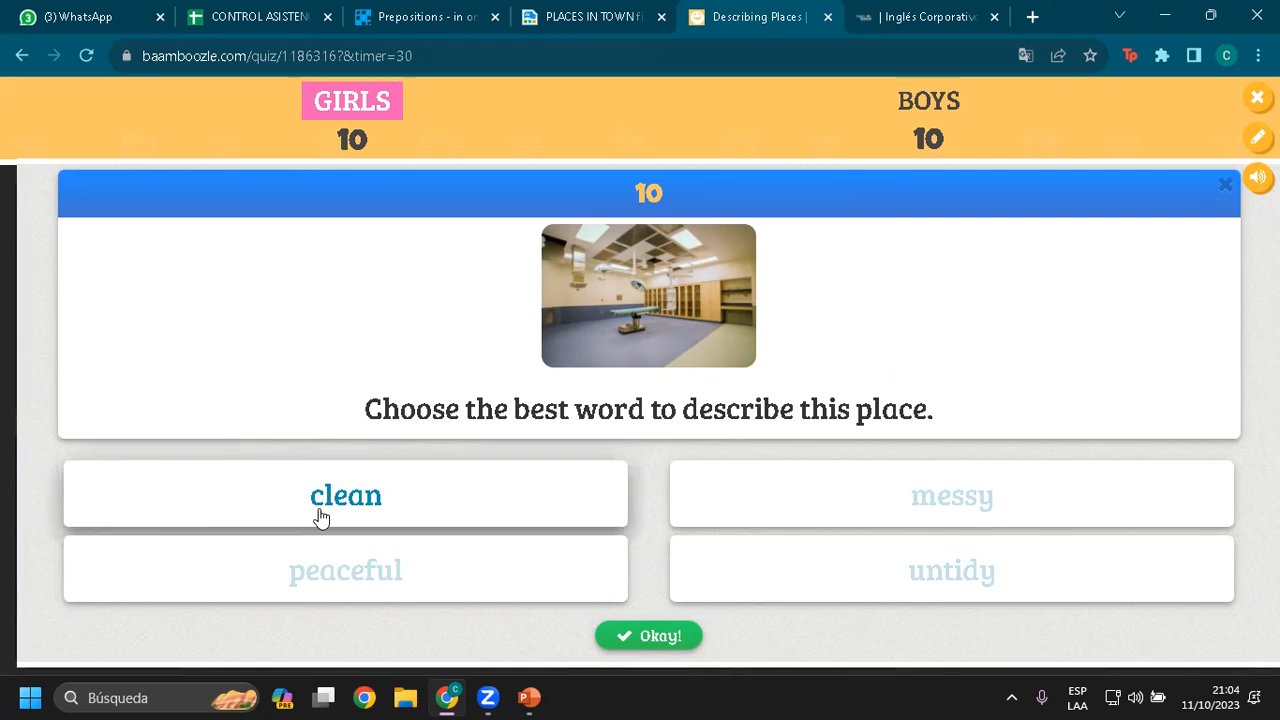 (3) WhatsApp
CONTROL ASISTEN
Prepositions - in or
PLACES IN TOWN f
Describing Places |
| Inglés Corporativ
baamboozle.com/quiz/1186316?&timer=30
GIRLS
BOYS
10
10
10
Choose the best word to describe this place.
clean
messy
peaceful
untidy
Okay!
Búsqueda
PRE
ESP
LAA
21:04
11/10/2023